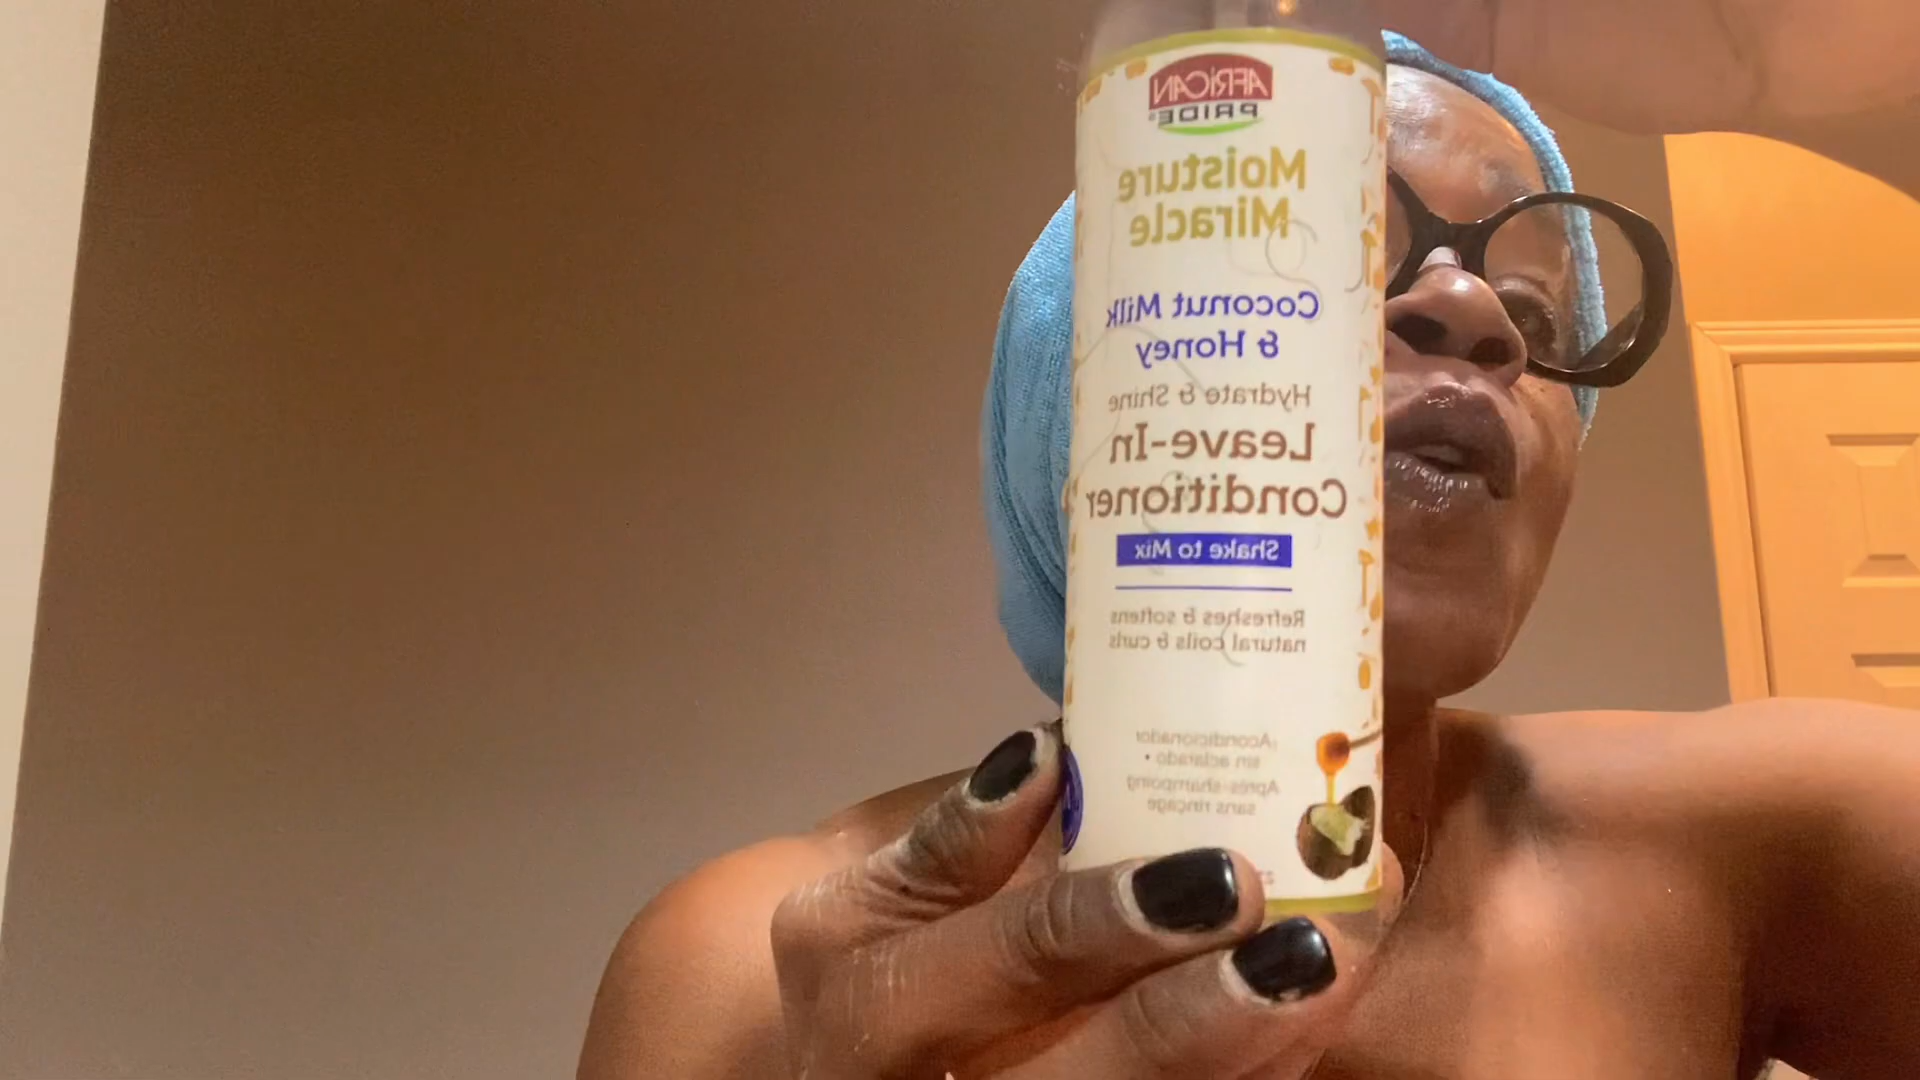 AFRICAN
PRIDE®
Moisture
Miracle
Coconut Milk
& Honey
Hydrate & Shine
Leave-In
Conditioner
Shake to Mix
Refreshes & softens
natural coils & curls
Acondicionador
sin aclarado •
Après-shampoing
sans rinçage